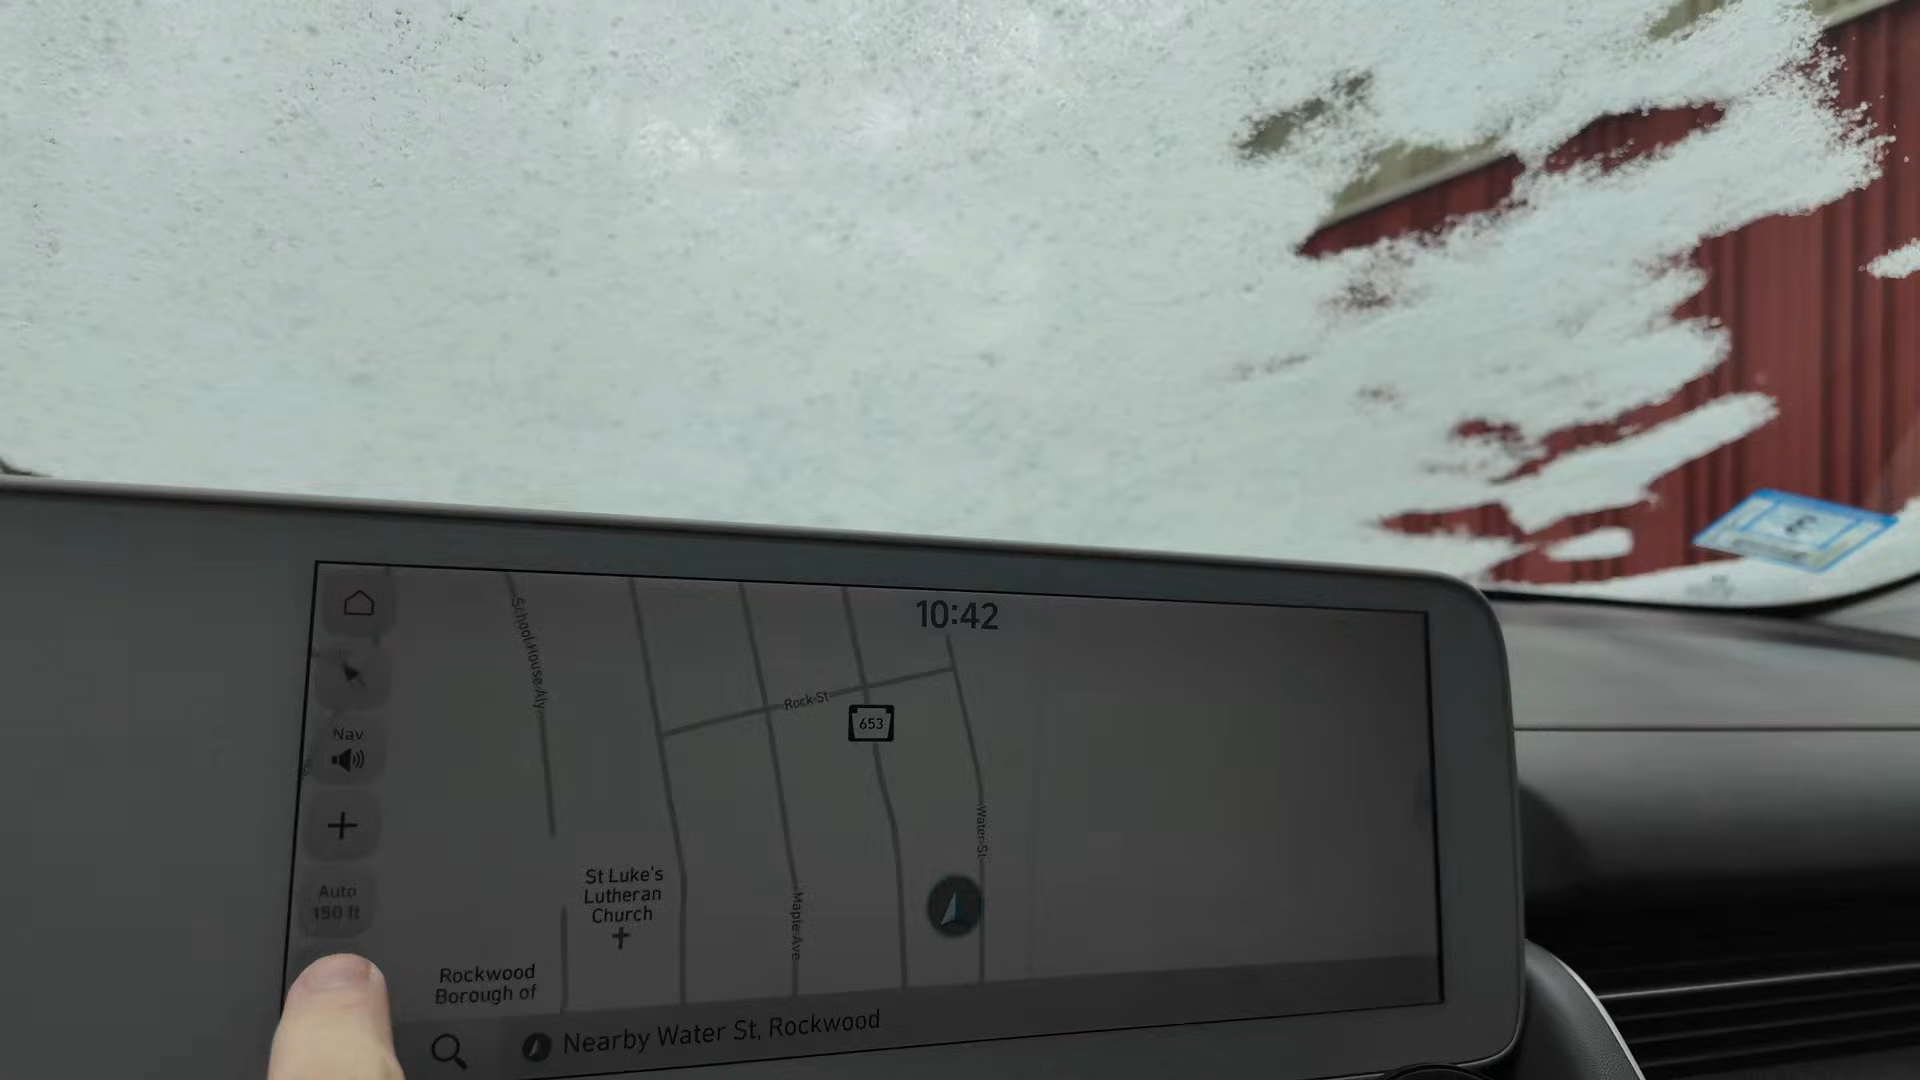 10:42
School House Aly
Rock St
653
Nav
Water St
Auto
150 ft
St Luke's
Lutheran
Church
Maple Ave
Rockwood
Borough of
Nearby Water St, Rockwood